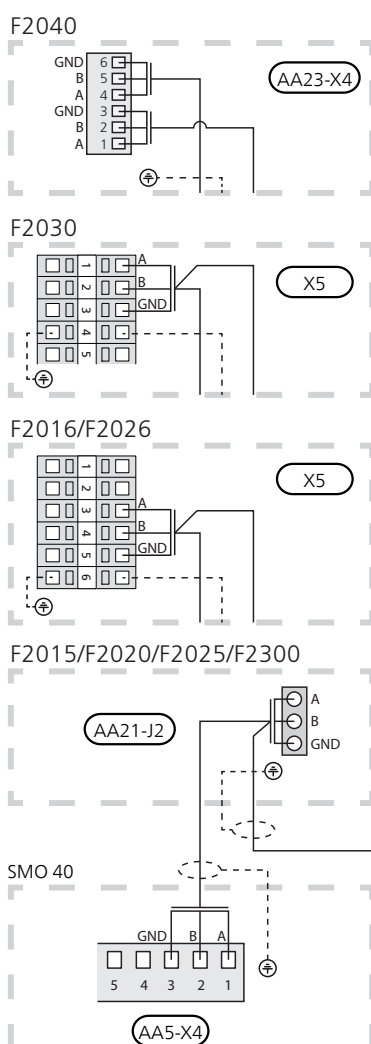 F2040
AA23-X4
GND 6
B 5
A 4
GND 3
B 2
A 1
F2030
X5
1 A
2 B
3 GND
- 4 -
5
F2016/F2026
X5
1
2
3 A
4 B
5 GND
- 6 -
F2015/F2020/F2025/F2300
AA21-J2
A
B
GND
SMO 40
GND B A
5 4 3 2 1
AA5-X4